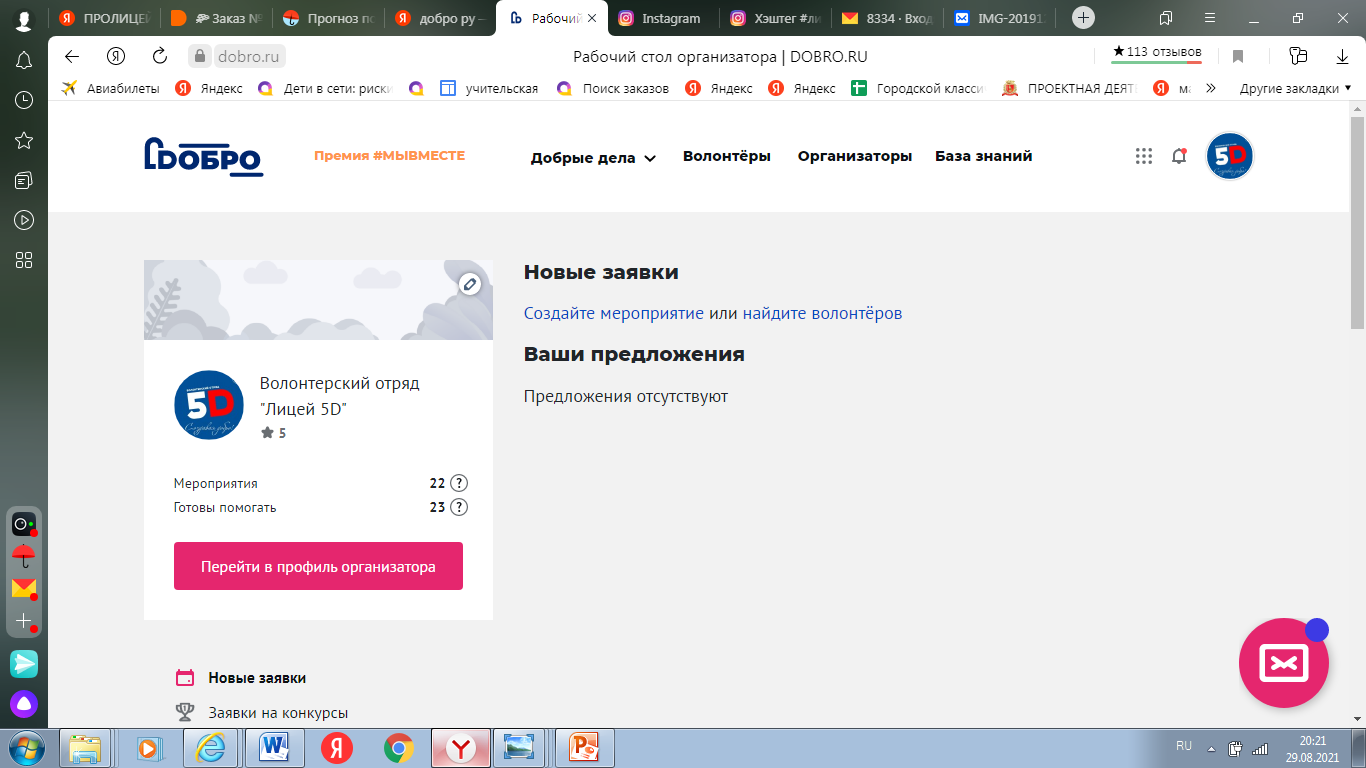 ПРОЛИЦЕЙ
Заказ №
Прогноз по
добро ру —
Рабочий
Instagram
Хэштег #ли
8334 · Вход
IMG-20191
dobro.ru
Рабочий стол организатора | DOBRO.RU
★113 отзывов
Авиабилеты
Яндекс
Дети в сети: риски
учительская
Поиск заказов
Яндекс
Яндекс
Городской класси
ПРОЕКТНАЯ ДЕЯТЕ
ма
Другие закладки
ДОБРО
Премия #МЫВМЕСТЕ
Добрые дела
Волонтёры
Организаторы
База знаний
5D
Новые заявки
Создайте мероприятие или найдите волонтёров
Ваши предложения
Предложения отсутствуют
5D
Волонтерский отряд
"Лицей 5D"
5
Мероприятия 22 ?
Готовы помогать 23 ?
Перейти в профиль организатора
Новые заявки
Заявки на конкурсы
RU
20:21
29.08.2021